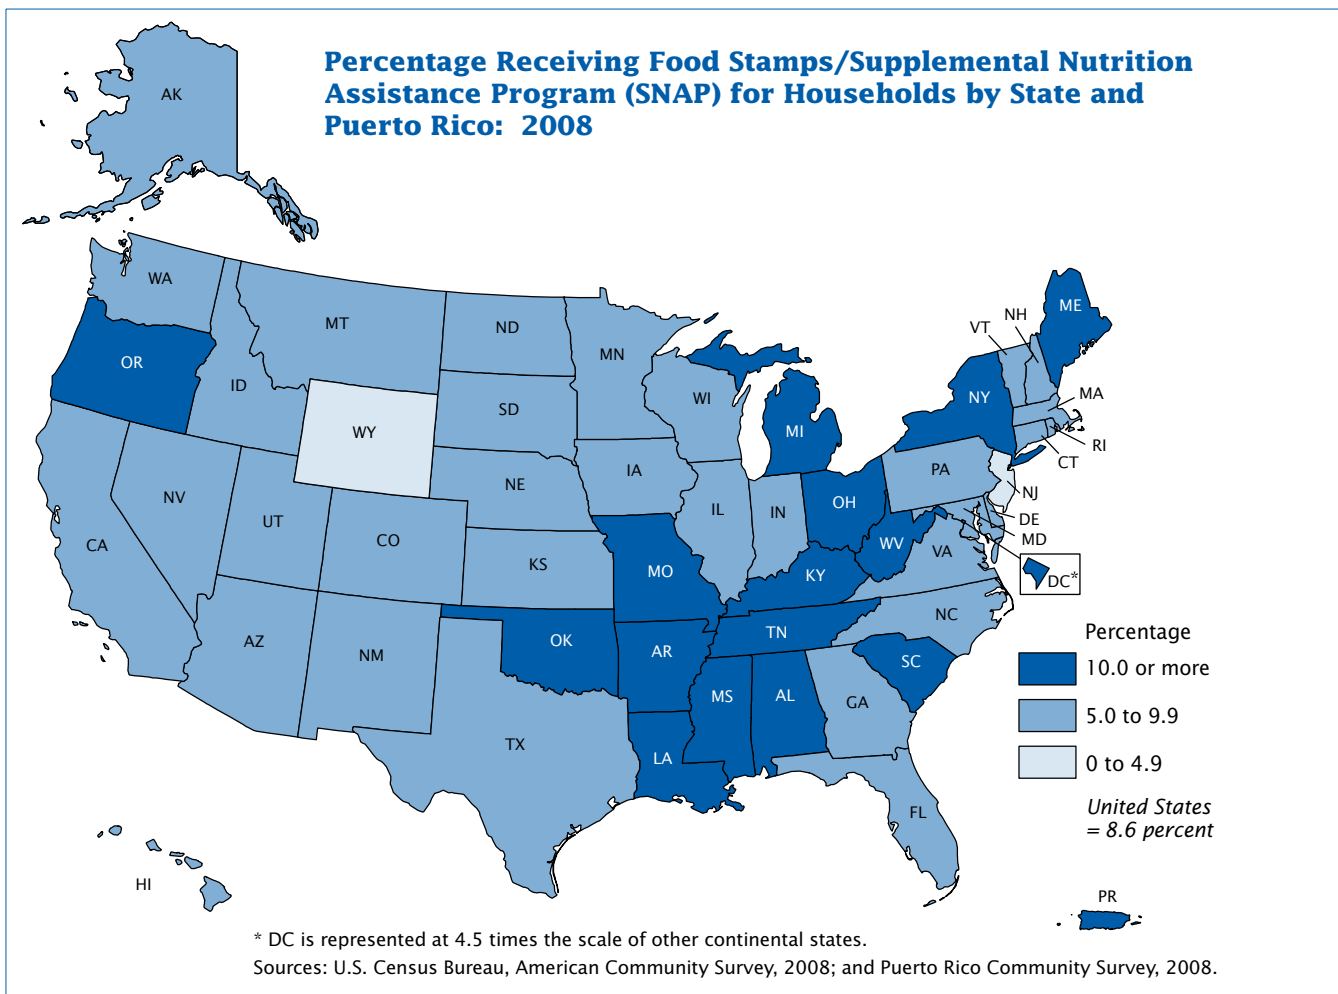 Percentage Receiving Food Stamps/Supplemental Nutrition
Assistance Program (SNAP) for Households by State and
Puerto Rico: 2008
AK
WA
MT
ND
MN
OR
ID
SD
WI
MI
NY
VT
NH
ME
MA
RI
CT
WY
IA
NE
PA
NJ
NV
UT
CO
IL
IN
OH
DE
MD
CA
KS
MO
WV
VA
KY
DC*
AZ
NM
OK
AR
TN
NC
SC
MS
AL
GA
TX
LA
FL
HI
PR
Percentage
10.0 or more
5.0 to 9.9
0 to 4.9
United States
= 8.6 percent
* DC is represented at 4.5 times the scale of other continental states.
Sources: U.S. Census Bureau, American Community Survey, 2008; and Puerto Rico Community Survey, 2008.